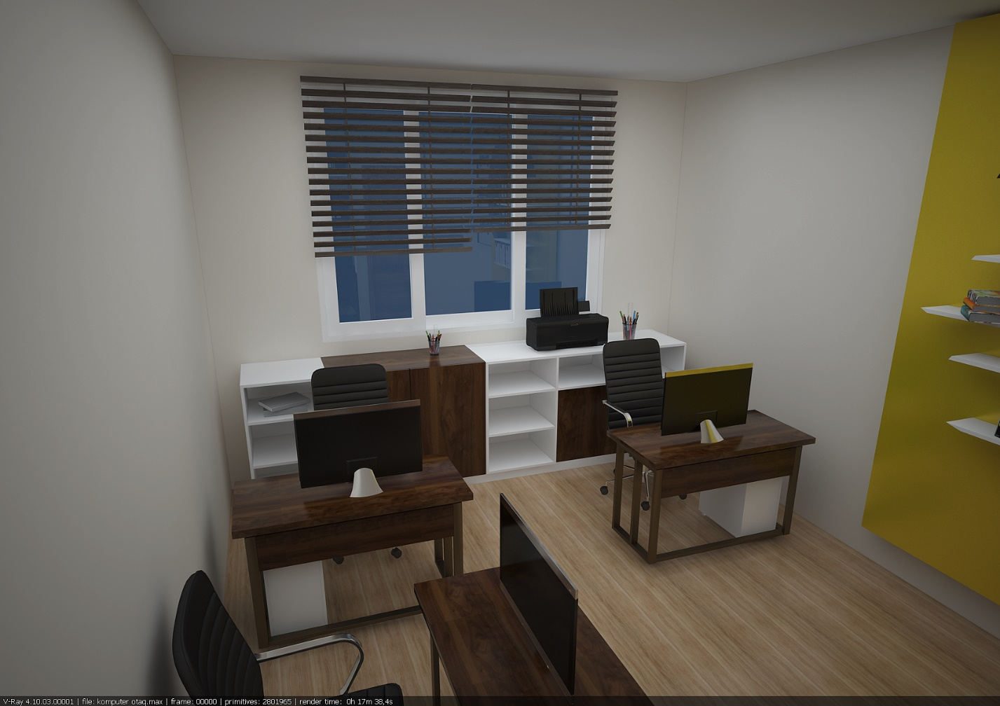 V-Ray 4.10.03.00001 | file: komputer otaq.max | frame: 00000 | primitives: 2801965 | render time: 0h 17m 38,4s